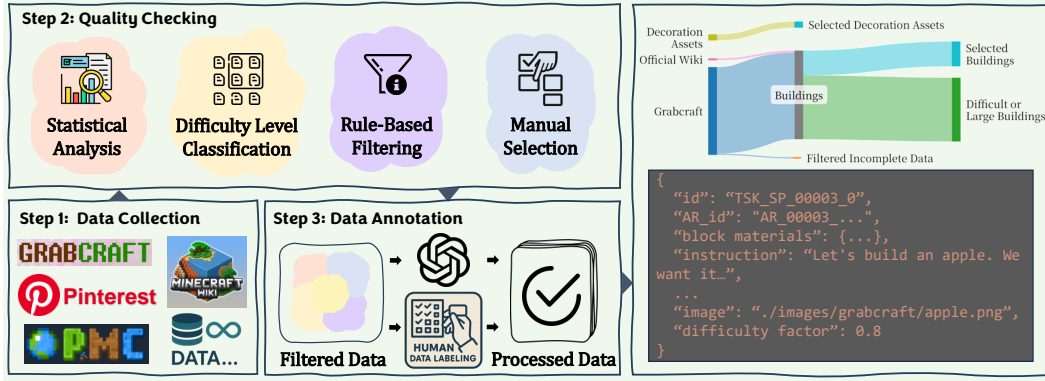 Step 2: Quality Checking
Statistical
Analysis
Difficulty Level
Classification
Rule-Based
Filtering
Manual
Selection
Step 1: Data Collection
GRABCRAFT
Pinterest
MINECRAFT
WIKI
PMC
DATA...
Step 3: Data Annotation
Filtered Data
HUMAN
DATA LABELING
Processed Data
Decoration
Assets
Official Wiki
Grabcraft
Buildings
Selected Decoration Assets
Selected
Buildings
Difficult or
Large Buildings
Filtered Incomplete Data
{
“id”: “TSK_SP_00003_0”,
“AR_id”: "AR_00003_...",
“block materials”: {...},
“instruction”: “Let's build an apple. We
want it…”,
...
“image”: “./images/grabcraft/apple.png”,
“difficulty factor”: 0.8
}